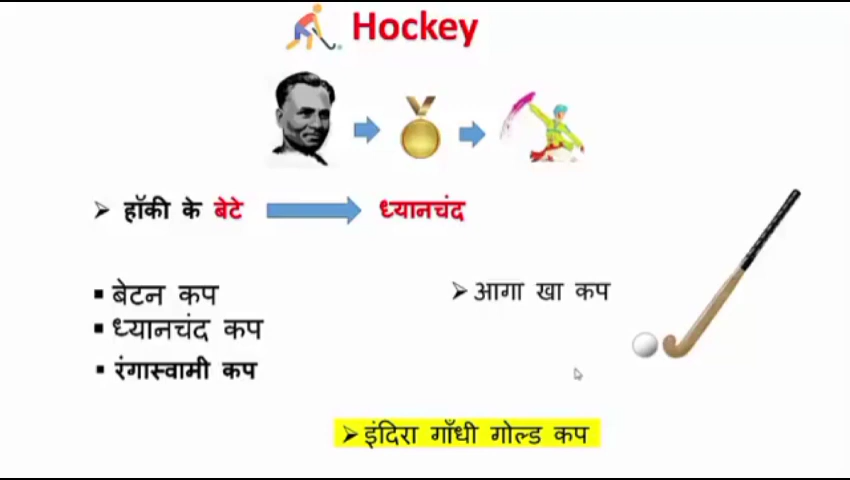 Hockey
➢ हॉकी के बेटे ध्यानचंद
▪ बेटन कप
➢ आगा खा कप
▪ ध्यानचंद कप
▪ रंगास्वामी कप
➢ इंदिरा गाँधी गोल्ड कप